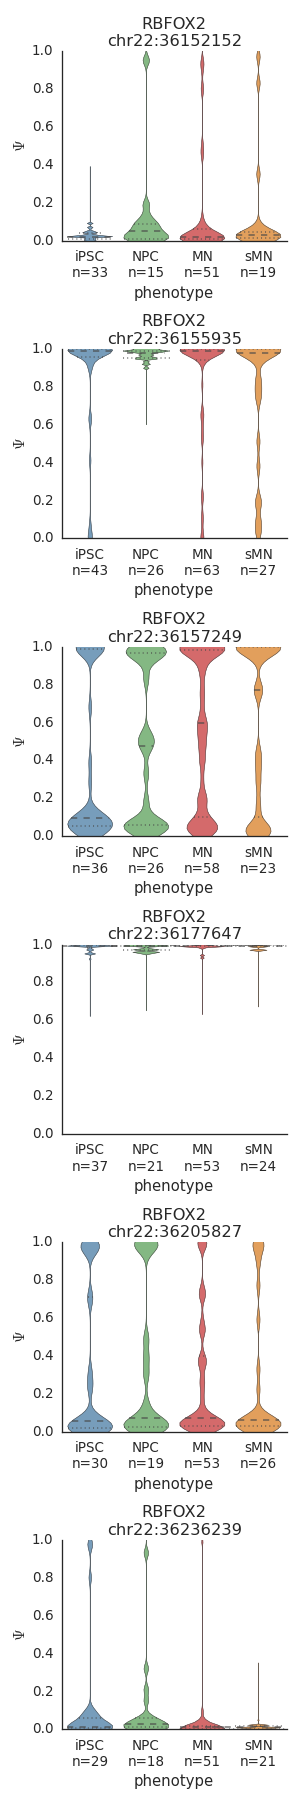 RBFOX2
chr22:36152152
1.0
0.8
0.6
0.4
0.2
0.0
Ψ
iPSC NPC MN sMN
n=33 n=15 n=51 n=19
phenotype
RBFOX2
chr22:36155935
1.0
0.8
0.6
0.4
0.2
0.0
Ψ
iPSC NPC MN sMN
n=43 n=26 n=63 n=27
phenotype
RBFOX2
chr22:36157249
1.0
0.8
0.6
0.4
0.2
0.0
Ψ
iPSC NPC MN sMN
n=36 n=26 n=58 n=23
phenotype
RBFOX2
chr22:36177647
1.0
0.8
0.6
0.4
0.2
0.0
Ψ
iPSC NPC MN sMN
n=37 n=21 n=53 n=24
phenotype
RBFOX2
chr22:36205827
1.0
0.8
0.6
0.4
0.2
0.0
Ψ
iPSC NPC MN sMN
n=30 n=19 n=53 n=26
phenotype
RBFOX2
chr22:36236239
1.0
0.8
0.6
0.4
0.2
0.0
Ψ
iPSC NPC MN sMN
n=29 n=18 n=51 n=21
phenotype